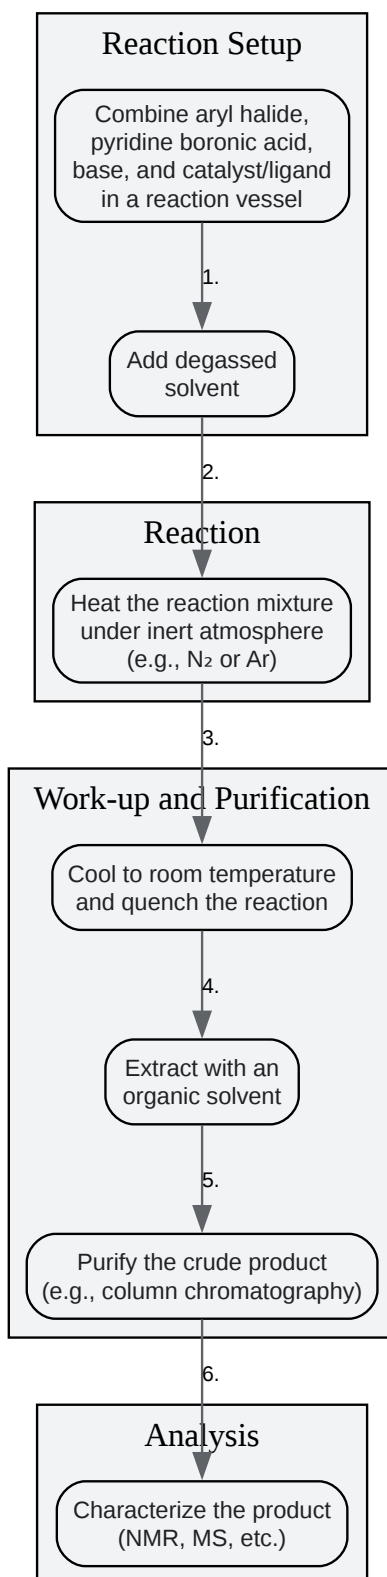 Reaction Setup
Combine aryl halide,
pyridine boronic acid,
base, and catalyst/ligand
in a reaction vessel
1.
Add degassed
solvent
2.
Reaction
Heat the reaction mixture
under inert atmosphere
(e.g., N₂ or Ar)
3.
Work-up and Purification
Cool to room temperature
and quench the reaction
4.
Extract with an
organic solvent
5.
Purify the crude product
(e.g., column chromatography)
6.
Analysis
Characterize the product
(NMR, MS, etc.)